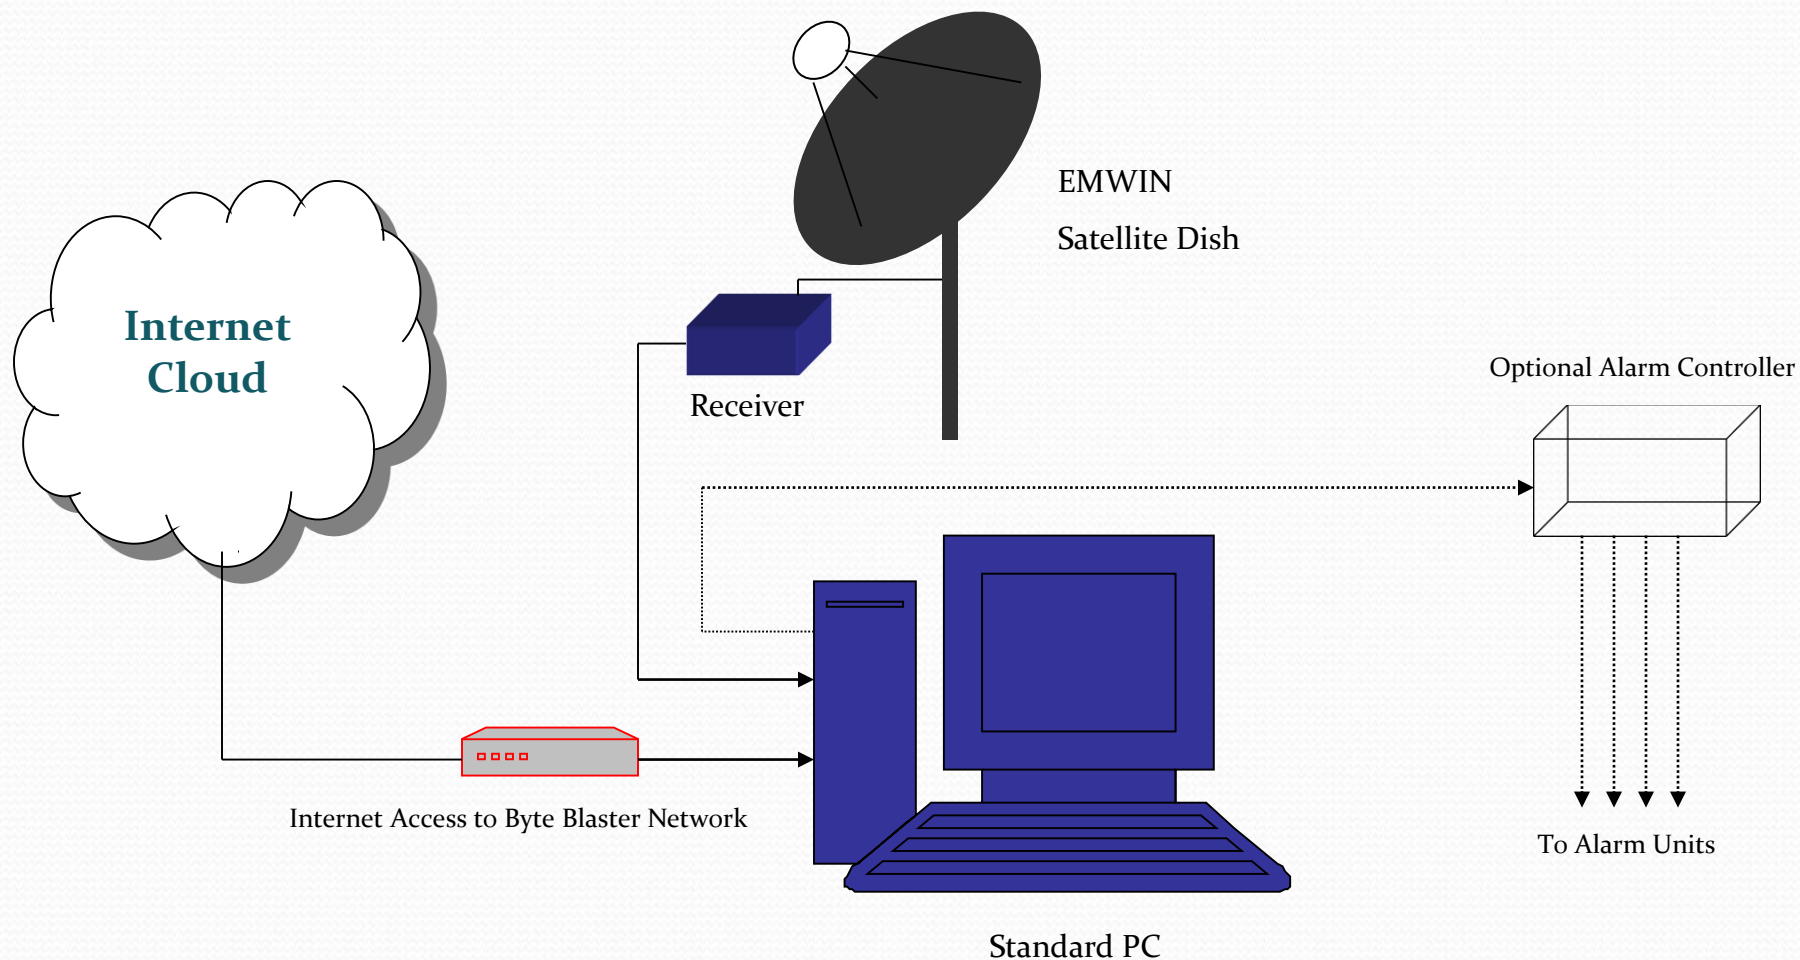 EMWIN
Satellite Dish
Internet
Cloud
Receiver
Optional Alarm Controller
Internet Access to Byte Blaster Network
To Alarm Units
Standard PC